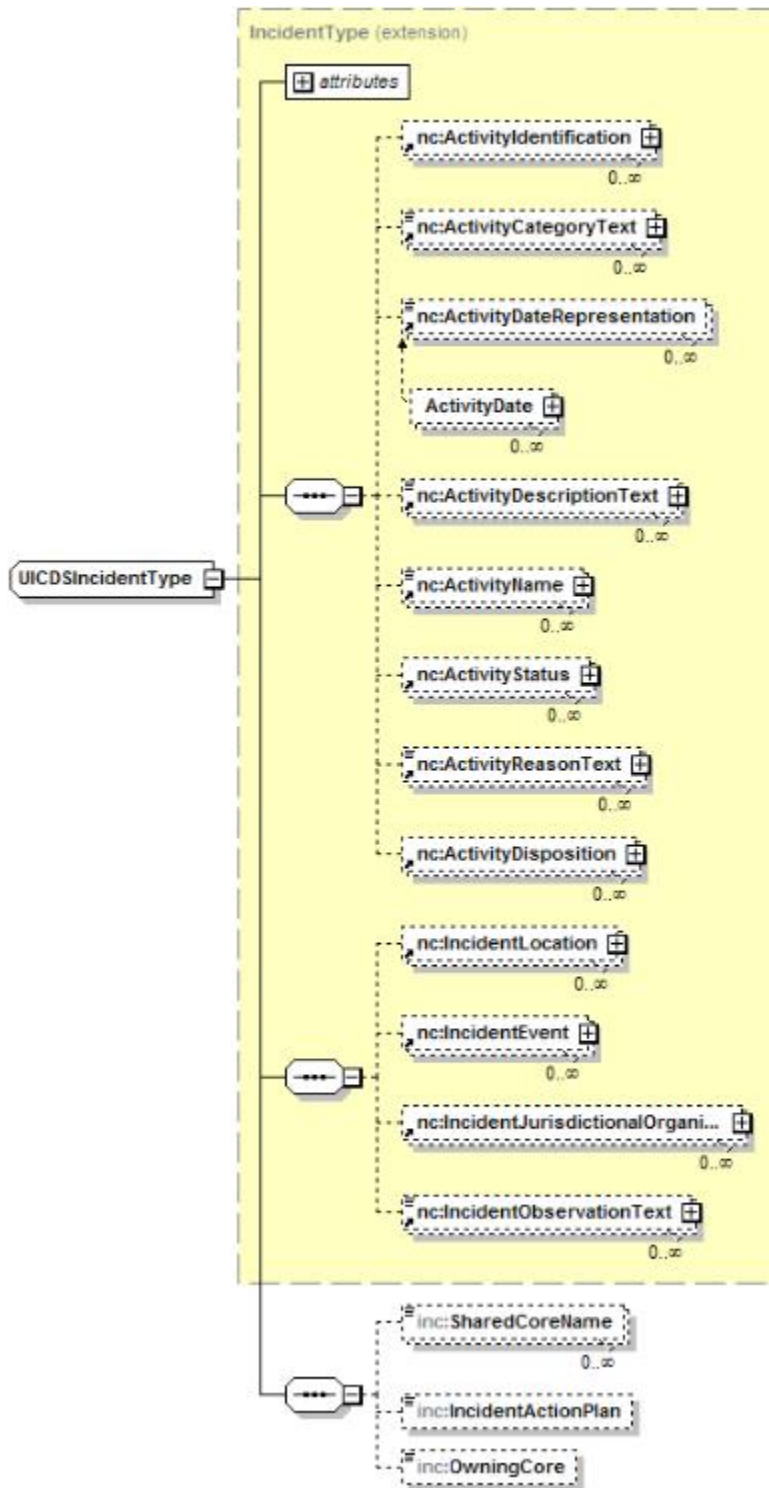 IncidentType (extension)
attributes
nc:ActivityIdentification
0..∞
nc:ActivityCategoryText
0..∞
nc:ActivityDateRepresentation
0..∞
ActivityDate
0..∞
nc:ActivityDescriptionText
0..∞
UICDSIncidentType
nc:ActivityName
0..∞
nc:ActivityStatus
0..∞
nc:ActivityReasonText
0..∞
nc:ActivityDisposition
0..∞
nc:IncidentLocation
0..∞
nc:IncidentEvent
0..∞
nc:IncidentJurisdictionalOrgani...
0..∞
nc:IncidentObservationText
0..∞
inc:SharedCoreName
0..∞
inc:IncidentActionPlan
inc:OwningCore